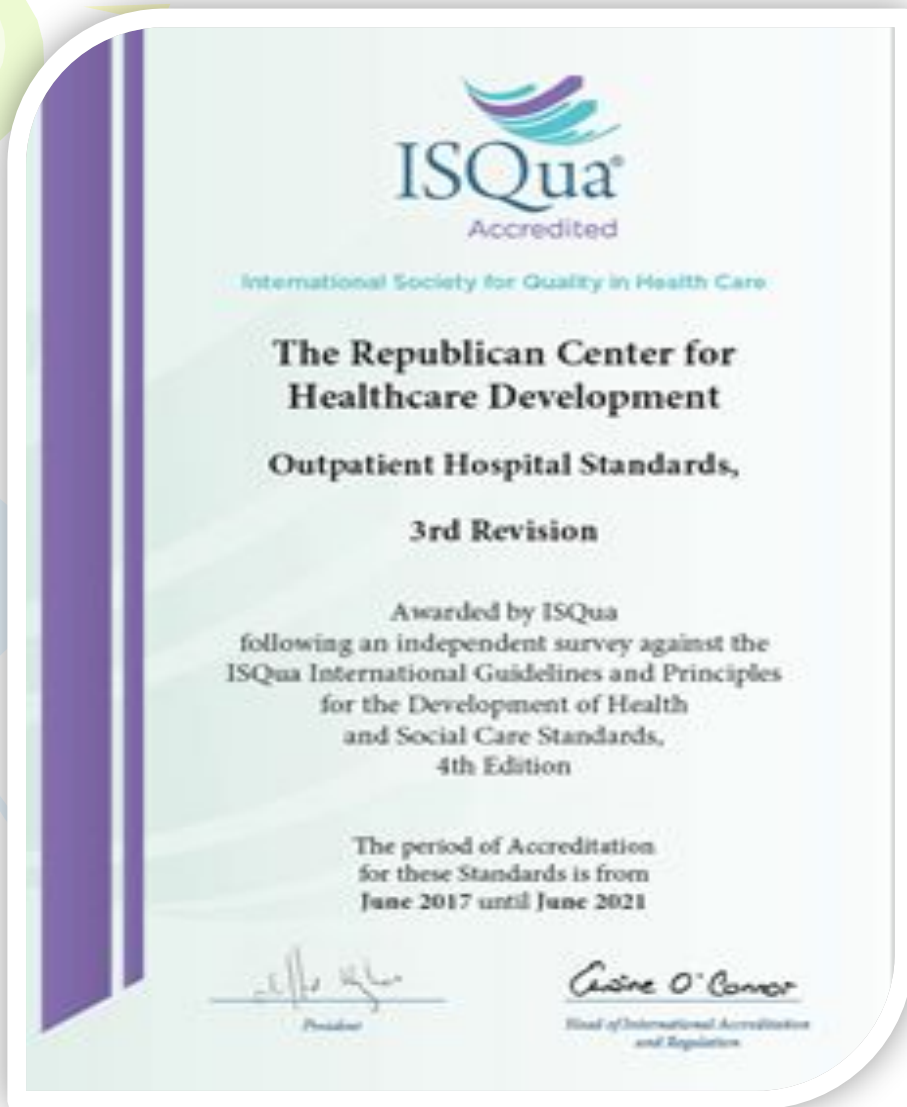 ISQua®
Accredited
International Society for Quality in Health Care
The Republican Center for
Healthcare Development
Outpatient Hospital Standards,
3rd Revision
Awarded by ISQua
following an independent survey against the
ISQua International Guidelines and Principles
for the Development of Health
and Social Care Standards,
4th Edition
The period of Accreditation
for these Standards is from
June 2017 until June 2021
O'Connor
President
Head of International Accreditation
and Regulation